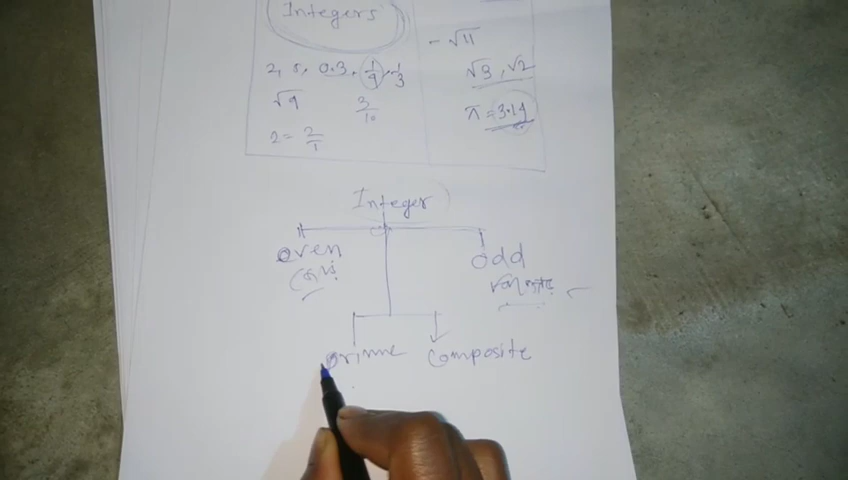 Integers
2, 5, 0.3, 1/4, 1/3
√9 3/10
2 = 2/1
- √11
√3, √2
π = 3.14
Integer
even
odd
prime
Composite